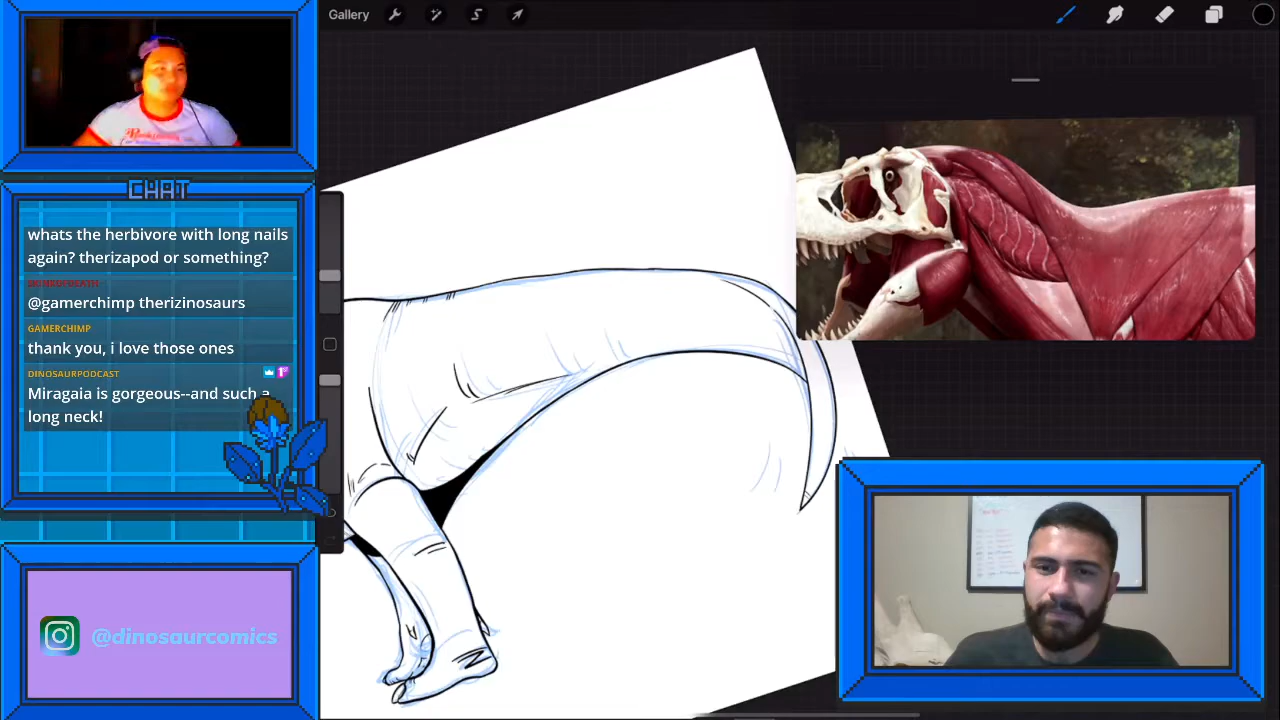 Gallery
CHAT
whats the herbivore with long nails
again? therizapod or something?
@gamerchimp therizinosaurs
GAMERCHIMP
thank you, i love those ones
DINOSAURPODCAST
Miragaia is gorgeous--and such a
long neck!
@dinosaurcomics